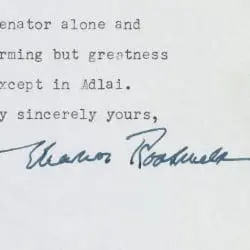 enator alone and
rming but greatness
xcept in Adlai.
y sincerely yours,
Eleanor Roosevelt